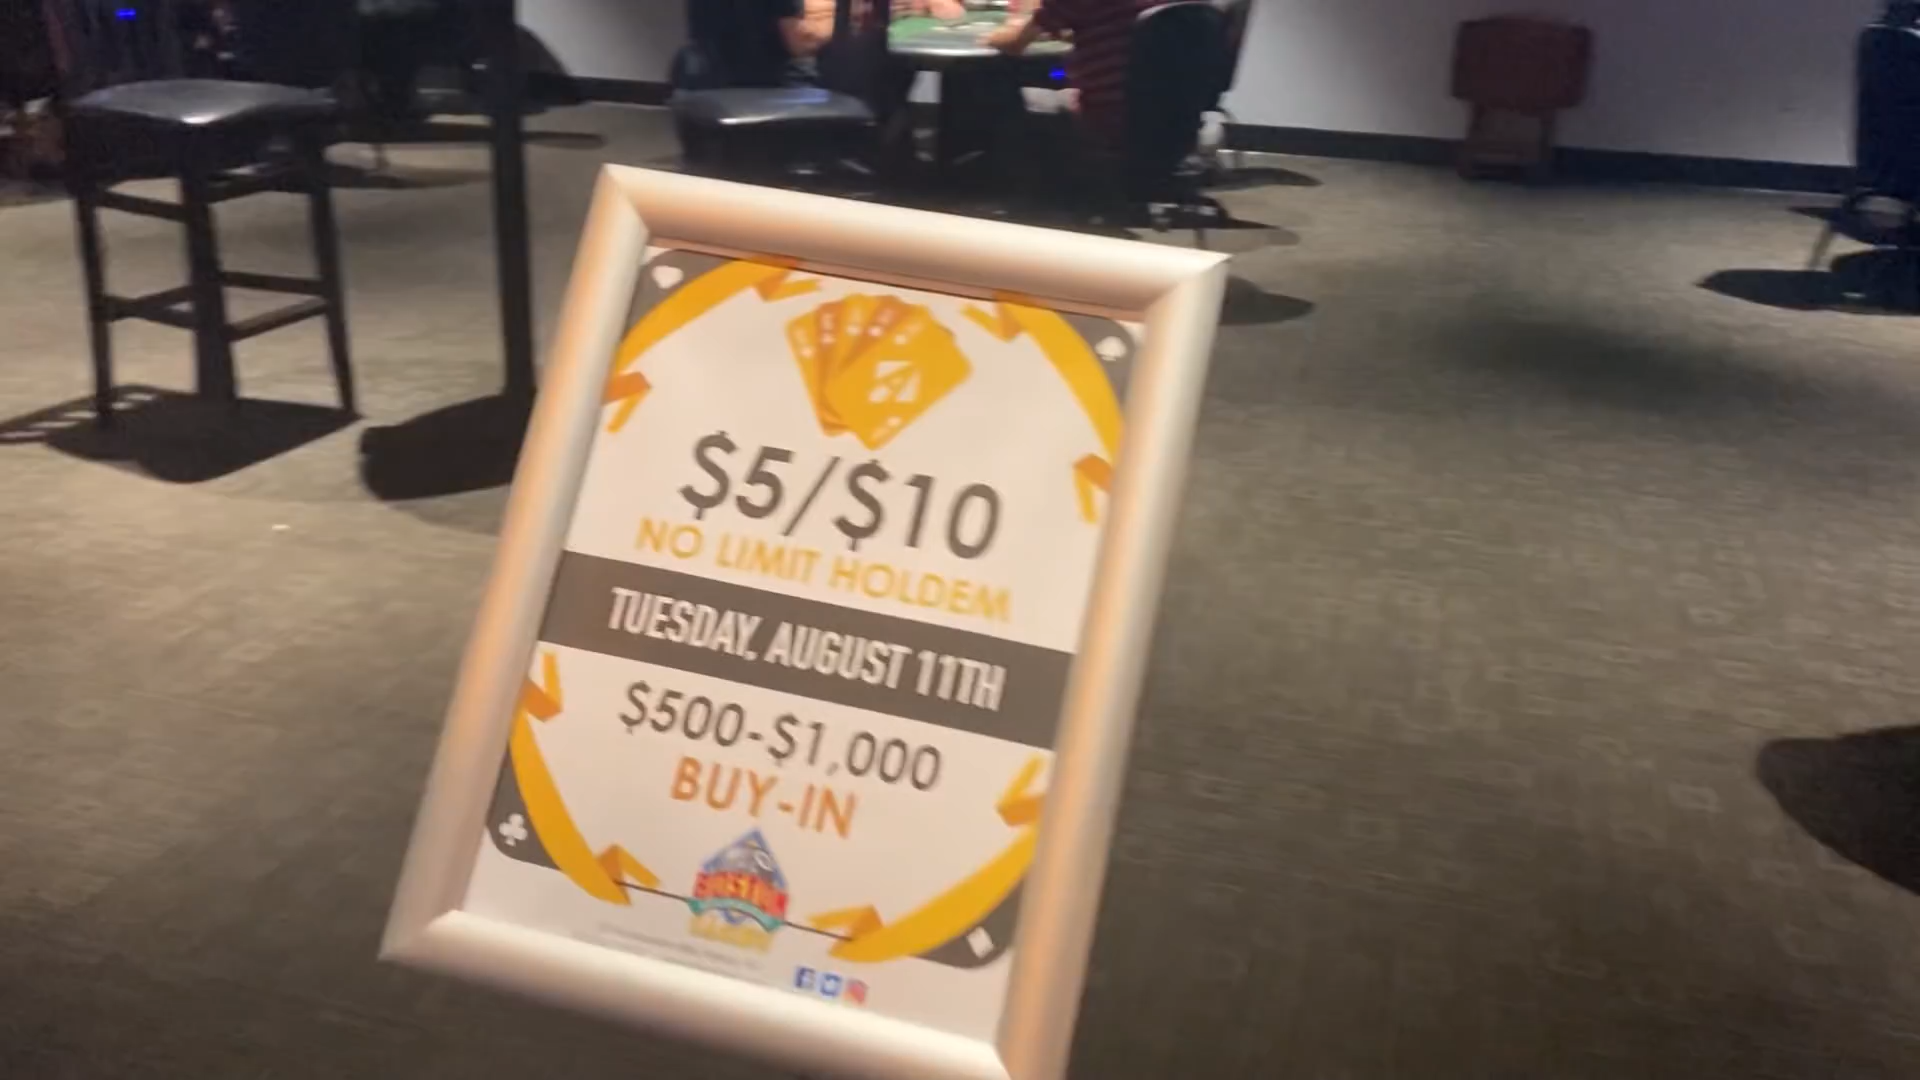 $5/$10
NO LIMIT HOLDEM
TUESDAY, AUGUST 11TH
$500-$1,000
BUY-IN